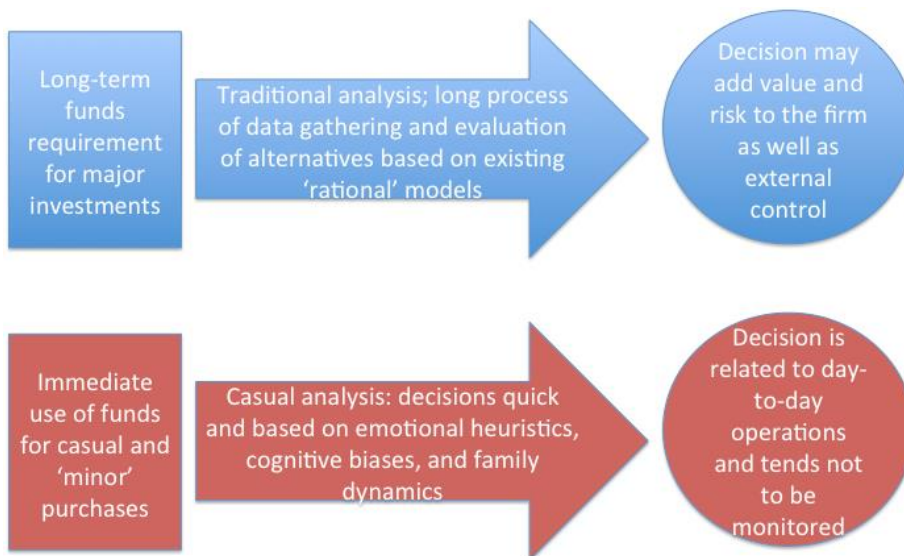 Long-term
funds
requirement
for major
investments
Traditional analysis; long process
of data gathering and evaluation
of alternatives based on existing
‘rational’ models
Decision may
add value and
risk to the firm
as well as
external
control
Immediate
use of funds
for casual and
‘minor’
purchases
Casual analysis: decisions quick
and based on emotional heuristics,
cognitive biases, and family
dynamics
Decision is
related to day-
to-day
operations
and tends not
to be
monitored